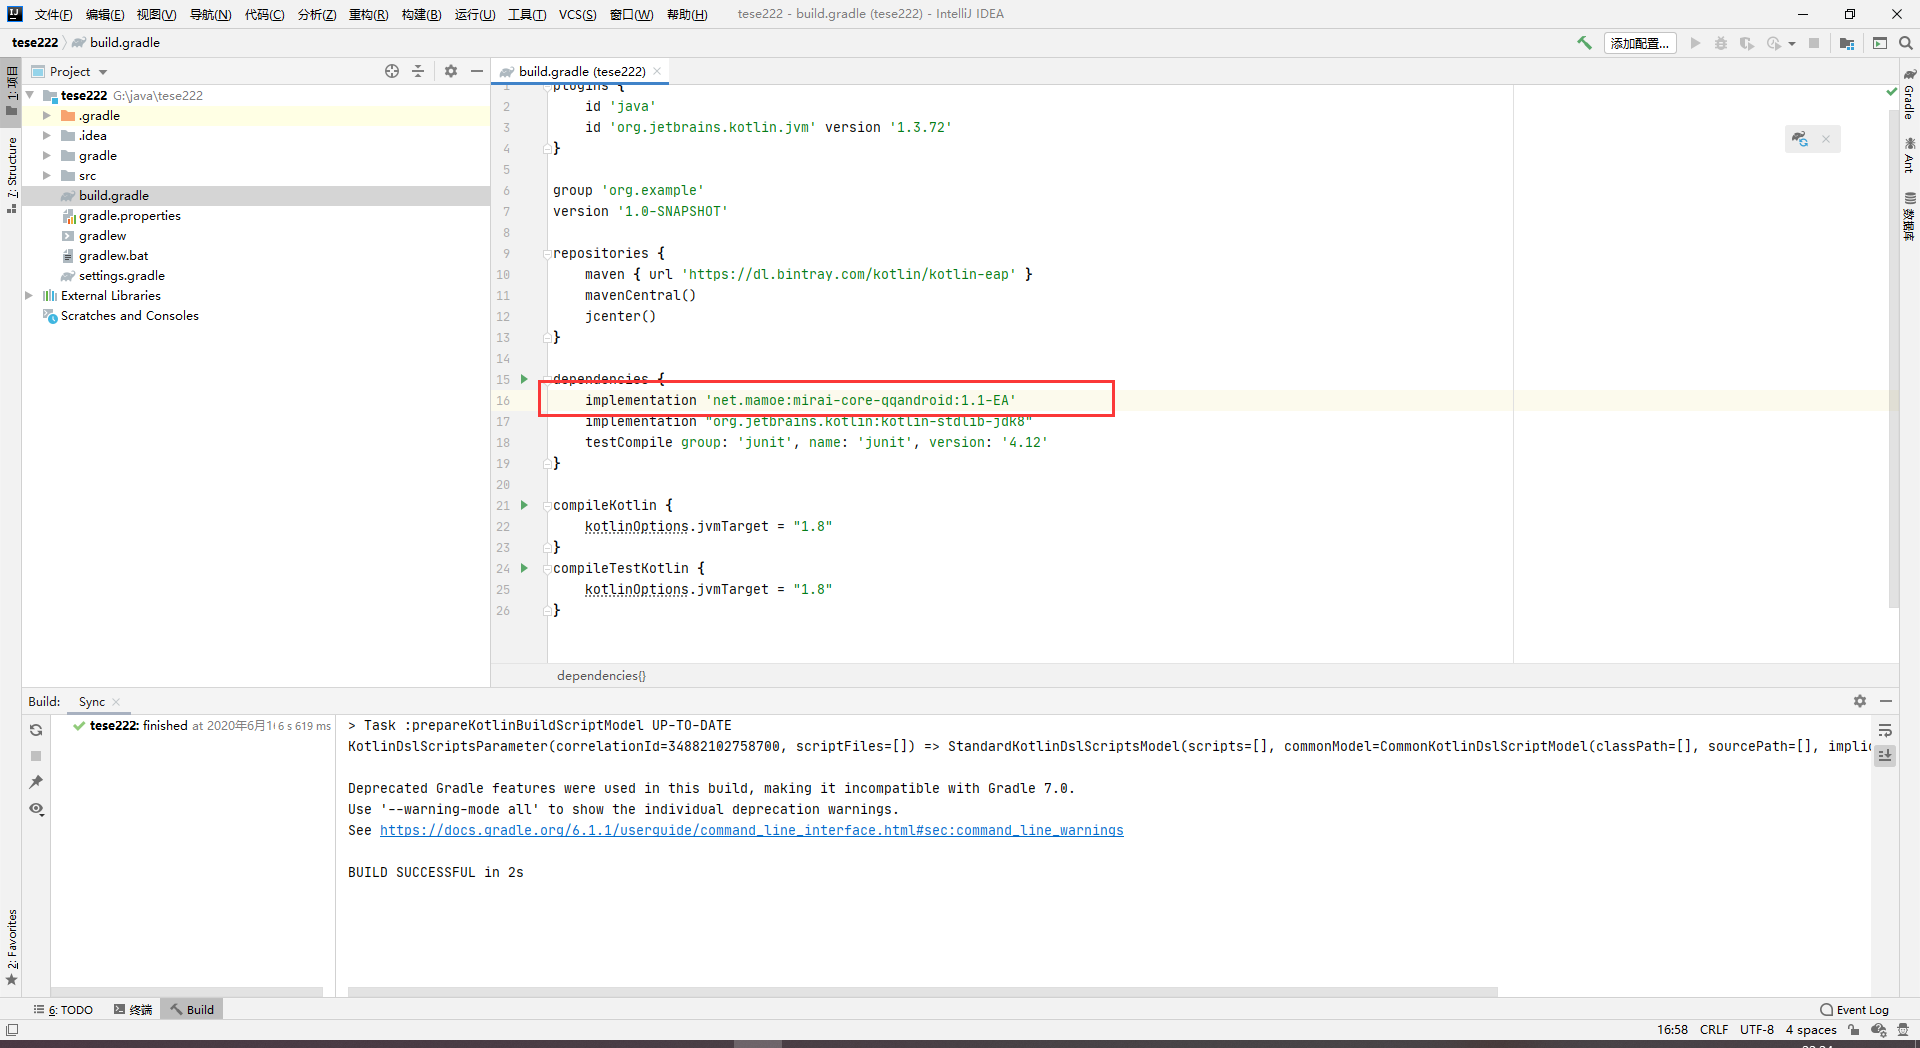 文件(F) 编辑(E) 视图(V) 导航(N) 代码(C) 分析(Z) 重构(R) 构建(B) 运行(U) 工具(T) VCS(S) 窗口(W) 帮助(H) tese222 - build.gradle (tese222) - IntelliJ IDEA
tese222 build.gradle 添加配置...
1: 项目
7: Structure
2: Favorites
Project
tese222 G:\java\tese222
.gradle
.idea
gradle
src
build.gradle
gradle.properties
gradlew
gradlew.bat
settings.gradle
External Libraries
Scratches and Consoles
build.gradle (tese222)
1 plugins {
2 id 'java'
3 id 'org.jetbrains.kotlin.jvm' version '1.3.72'
4 }
5
6 group 'org.example'
7 version '1.0-SNAPSHOT'
8
9 repositories {
10 maven { url 'https://dl.bintray.com/kotlin/kotlin-eap' }
11 mavenCentral()
12 jcenter()
13 }
14
15 dependencies {
16 implementation 'net.mamoe:mirai-core-qqandroid:1.1-EA'
17 implementation "org.jetbrains.kotlin:kotlin-stdlib-jdk8"
18 testCompile group: 'junit', name: 'junit', version: '4.12'
19 }
20
21 compileKotlin {
22 kotlinOptions.jvmTarget = "1.8"
23 }
24 compileTestKotlin {
25 kotlinOptions.jvmTarget = "1.8"
26 }
dependencies{}
Gradle
Ant
数据库
Build: Sync
tese222: finished at 2020年6月1 6 s 619 ms
> Task :prepareKotlinBuildScriptModel UP-TO-DATE
KotlinDslScriptsParameter(correlationId=34882102758700, scriptFiles=[]) => StandardKotlinDslScriptsModel(scripts=[], commonModel=CommonKotlinDslScriptModel(classPath=[], sourcePath=[], implic
Deprecated Gradle features were used in this build, making it incompatible with Gradle 7.0.
Use '--warning-mode all' to show the individual deprecation warnings.
See https://docs.gradle.org/6.1.1/userguide/command_line_interface.html#sec:command_line_warnings
BUILD SUCCESSFUL in 2s
6: TODO 终端 Build Event Log
16:58 CRLF UTF-8 4 spaces